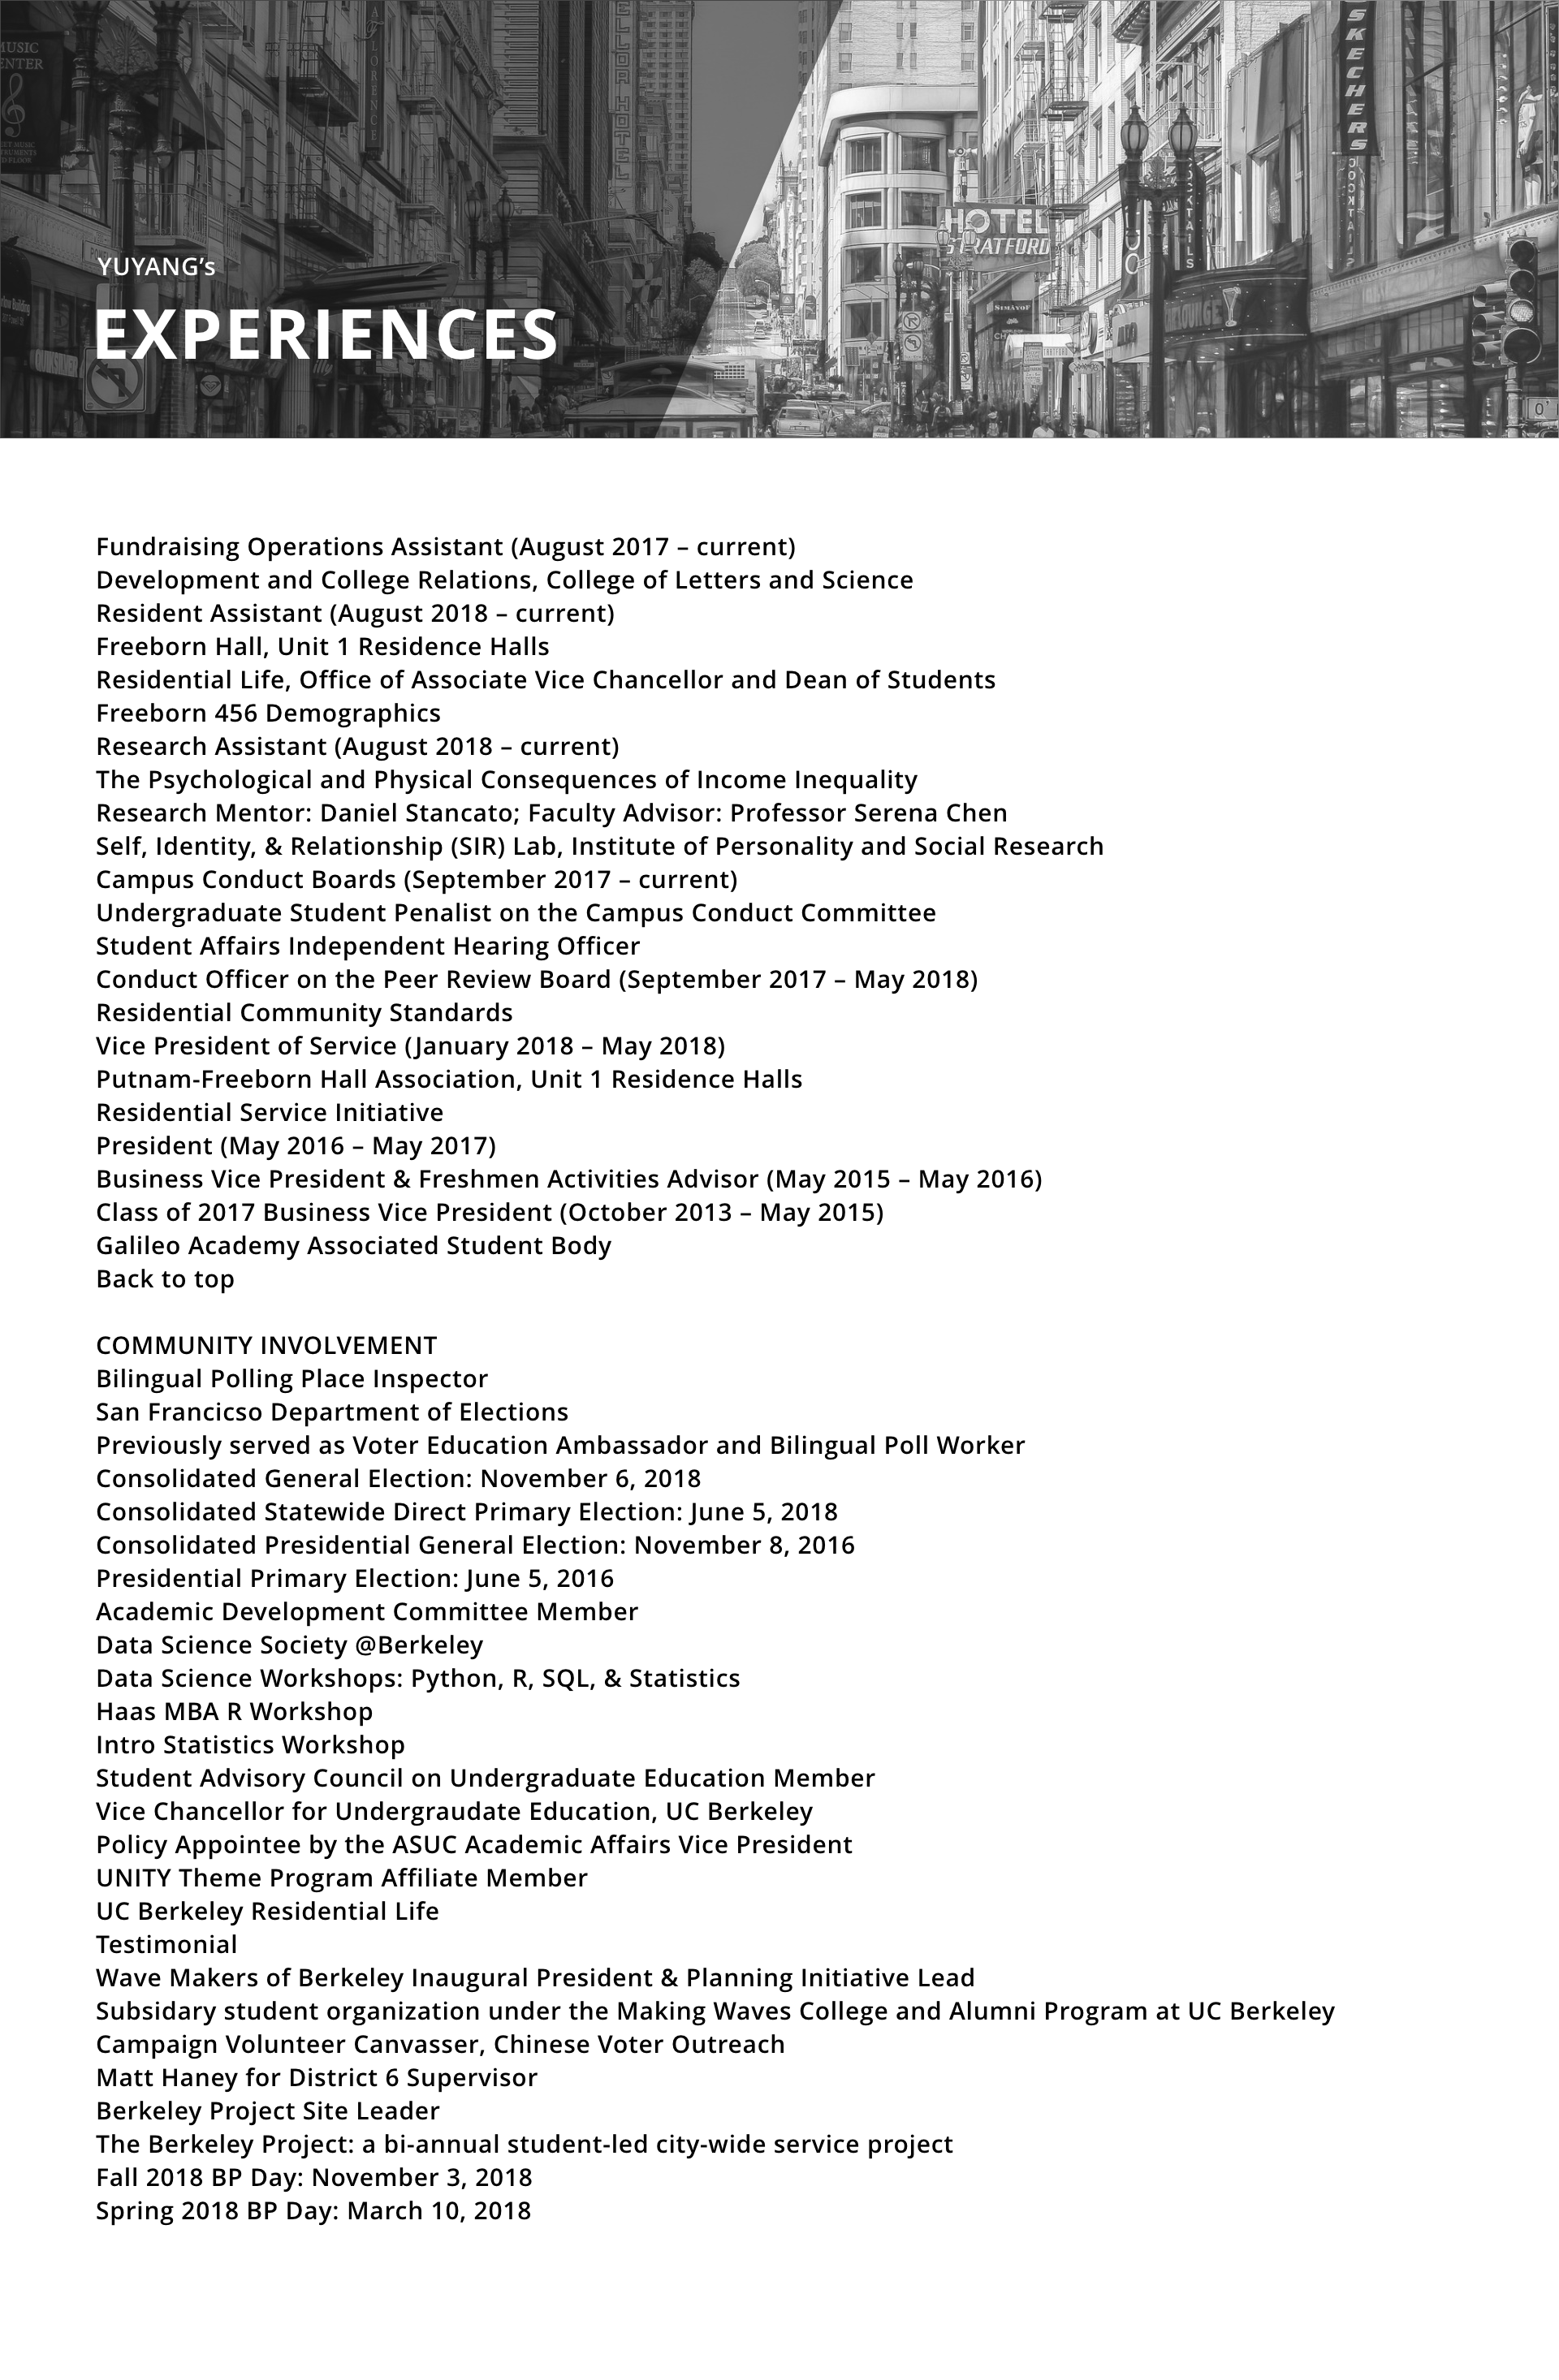 MUSIC
HOTEL
SKECHERS
HOTEL
STRATFORD
COCKTAILS
YUYANG’s
EXPERIENCES
Fundraising Operations Assistant (August 2017 – current)
Development and College Relations, College of Letters and Science
Resident Assistant (August 2018 – current)
Freeborn Hall, Unit 1 Residence Halls
Residential Life, Office of Associate Vice Chancellor and Dean of Students
Freeborn 456 Demographics
Research Assistant (August 2018 – current)
The Psychological and Physical Consequences of Income Inequality
Research Mentor: Daniel Stancato; Faculty Advisor: Professor Serena Chen
Self, Identity, & Relationship (SIR) Lab, Institute of Personality and Social Research
Campus Conduct Boards (September 2017 – current)
Undergraduate Student Penalist on the Campus Conduct Committee
Student Affairs Independent Hearing Officer
Conduct Officer on the Peer Review Board (September 2017 – May 2018)
Residential Community Standards
Vice President of Service (January 2018 – May 2018)
Putnam-Freeborn Hall Association, Unit 1 Residence Halls
Residential Service Initiative
President (May 2016 – May 2017)
Business Vice President & Freshmen Activities Advisor (May 2015 – May 2016)
Class of 2017 Business Vice President (October 2013 – May 2015)
Galileo Academy Associated Student Body
Back to top
COMMUNITY INVOLVEMENT
Bilingual Polling Place Inspector
San Francicso Department of Elections
Previously served as Voter Education Ambassador and Bilingual Poll Worker
Consolidated General Election: November 6, 2018
Consolidated Statewide Direct Primary Election: June 5, 2018
Consolidated Presidential General Election: November 8, 2016
Presidential Primary Election: June 5, 2016
Academic Development Committee Member
Data Science Society @Berkeley
Data Science Workshops: Python, R, SQL, & Statistics
Haas MBA R Workshop
Intro Statistics Workshop
Student Advisory Council on Undergraduate Education Member
Vice Chancellor for Undergraudate Education, UC Berkeley
Policy Appointee by the ASUC Academic Affairs Vice President
UNITY Theme Program Affiliate Member
UC Berkeley Residential Life
Testimonial
Wave Makers of Berkeley Inaugural President & Planning Initiative Lead
Subsidary student organization under the Making Waves College and Alumni Program at UC Berkeley
Campaign Volunteer Canvasser, Chinese Voter Outreach
Matt Haney for District 6 Supervisor
Berkeley Project Site Leader
The Berkeley Project: a bi-annual student-led city-wide service project
Fall 2018 BP Day: November 3, 2018
Spring 2018 BP Day: March 10, 2018